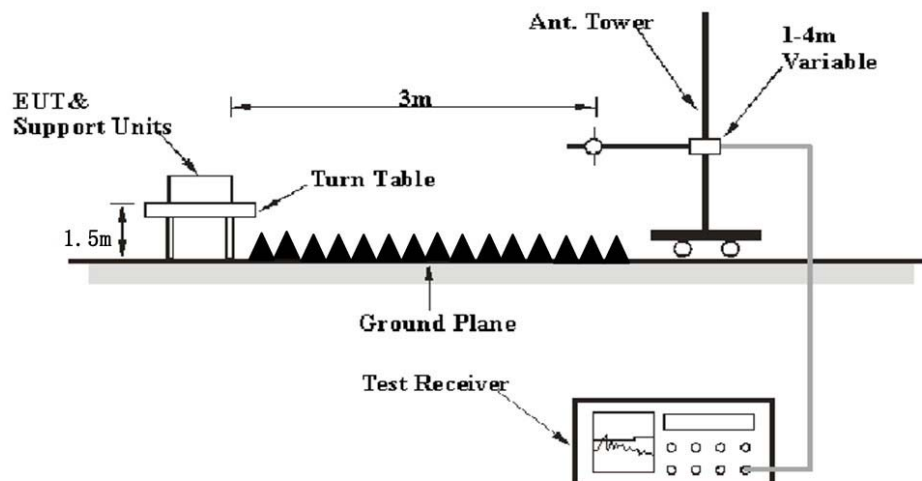 Ant. Tower
1-4m
Variable
EUT&
Support Units
3m
Turn Table
1.5m
Ground Plane
Test Receiver